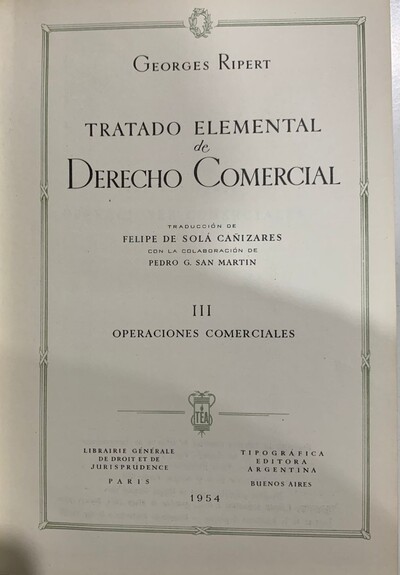 GEORGES RIPERT
TRATADO ELEMENTAL
de
DERECHO COMERCIAL
TRADUCCIÓN DE
FELIPE DE SOLÁ CAÑIZARES
CON LA COLABORACIÓN DE
PEDRO G. SAN MARTIN
III
OPERACIONES COMERCIALES
TEA
LIBRAIRIE GÉNÉRALE
DE DROIT ET DE
JURISPRUDENCE
PARIS
TIPOGRÁFICA
EDITORA
ARGENTINA
BUENOS AIRES
1954